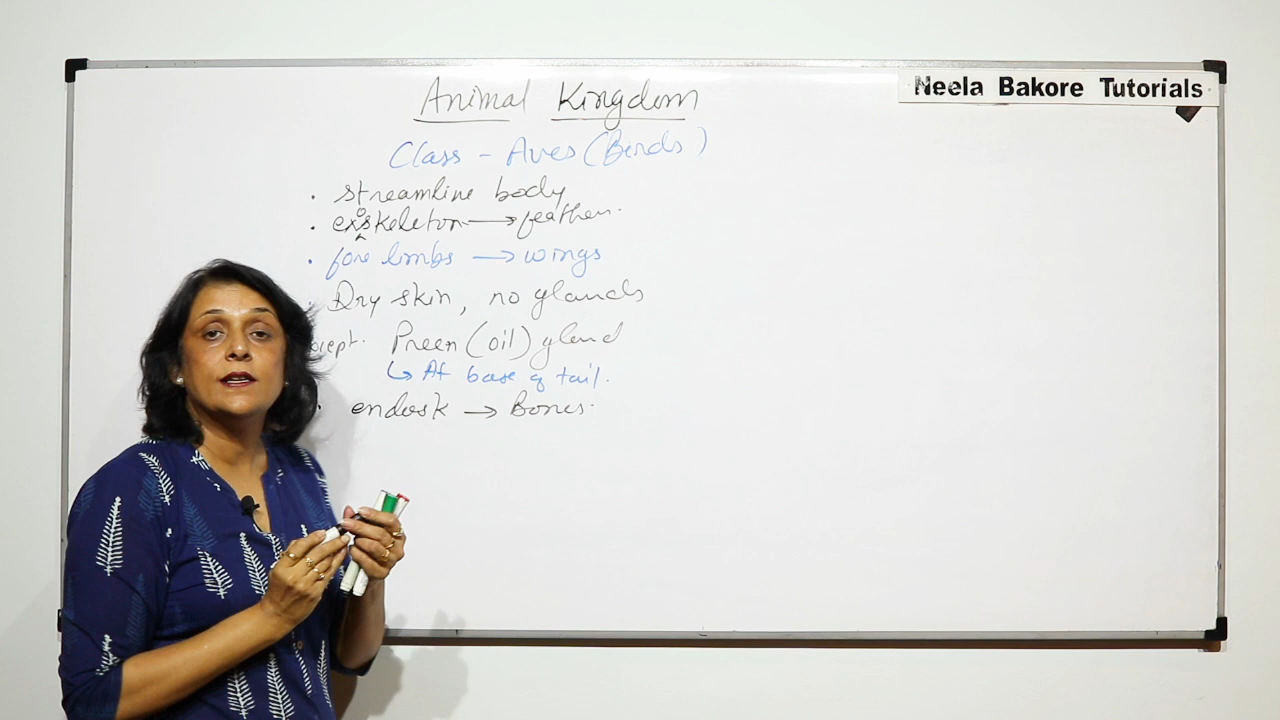 Neela Bakore Tutorials
Animal Kingdom
Class - Aves (Birds)
• streamline body
• exoskeleton → feathers.
• fore limbs → wings
• Dry skin, no glands
Preen (oil) gland
↳ At base of tail.
• endosk → Bones.